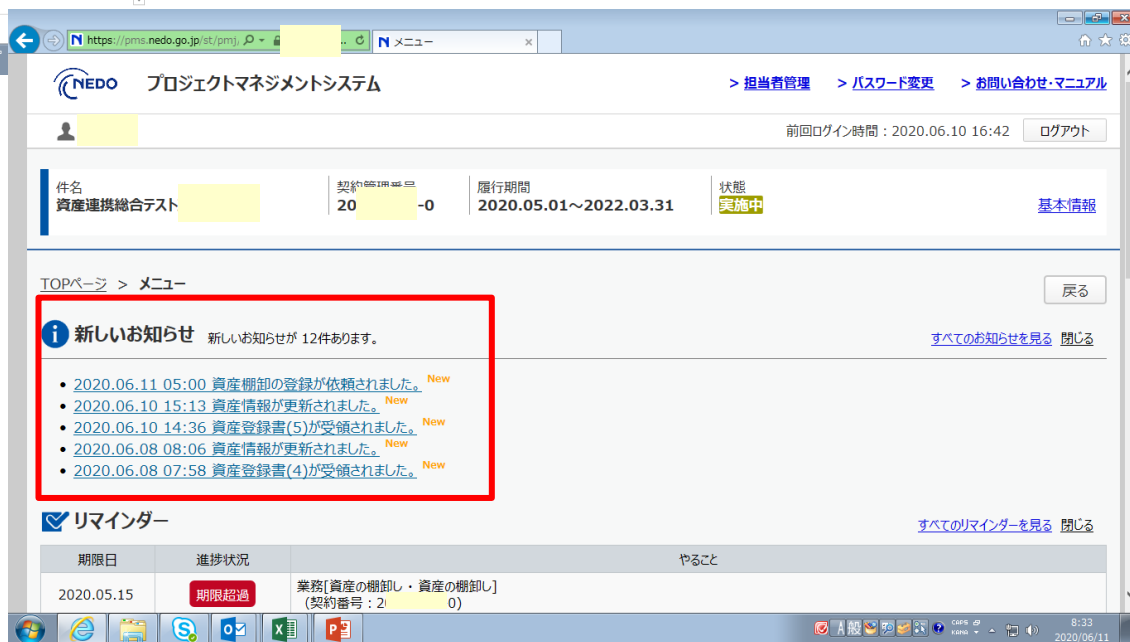 https://pms.nedo.go.jp/st/pmj,
メニュー
NEDO プロジェクトマネジメントシステム
> 担当者管理 > パスワード変更 > お問い合わせ・マニュアル
前回ログイン時間：2020.06.10 16:42 ログアウト
件名 契約管理番号 履行期間 状態
資産連携総合テスト 20 -0 2020.05.01～2022.03.31 実施中 基本情報
TOPページ > メニュー 戻る
新しいお知らせ 新しいお知らせが 12件あります。 すべてのお知らせを見る 閉じる
• 2020.06.11 05:00 資産棚卸の登録が依頼されました。 New
• 2020.06.10 15:13 資産情報が更新されました。 New
• 2020.06.10 14:36 資産登録書(5)が受領されました。 New
• 2020.06.08 08:06 資産情報が更新されました。 New
• 2020.06.08 07:58 資産登録書(4)が受領されました。 New
リマインダー すべてのリマインダーを見る 閉じる
期限日 進捗状況 やること
2020.05.15 期限超過 業務[資産の棚卸し・資産の棚卸し]
（契約番号：2 0）
A 般 CAPS KANA 8:33
2020/06/11